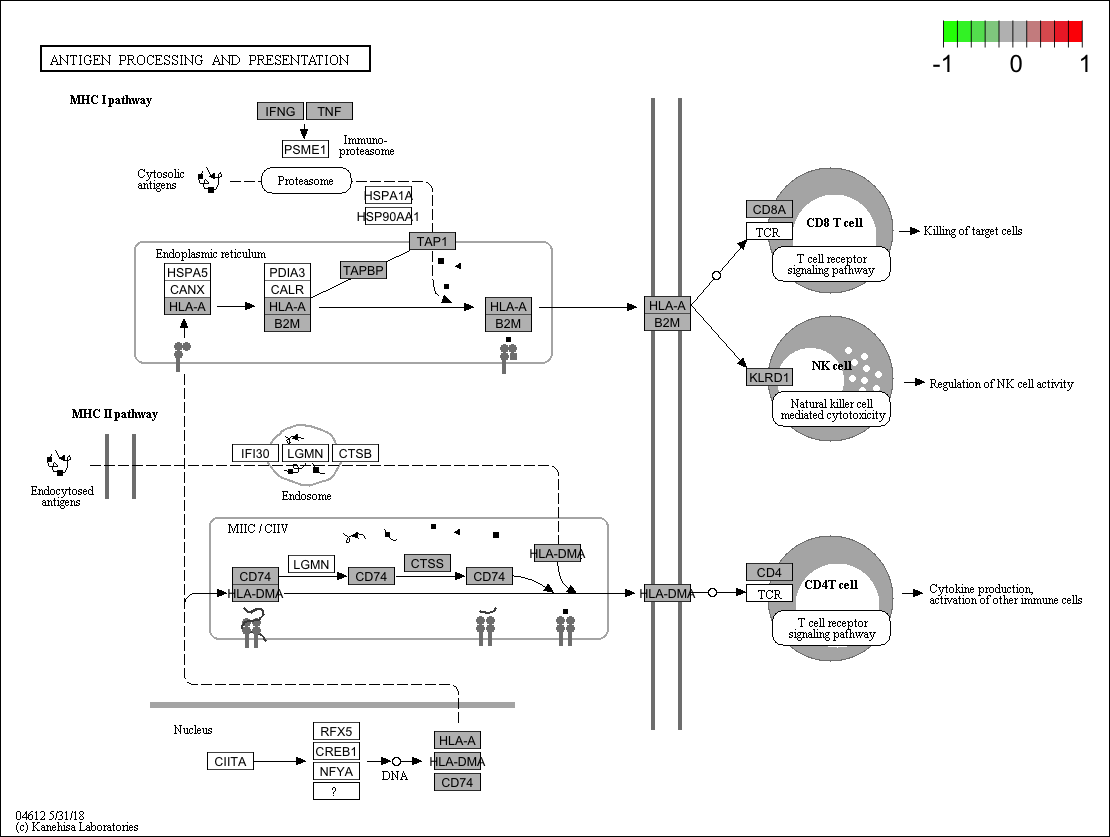 -1 0 1
ANTIGEN PROCESSING AND PRESENTATION
MHC I pathway
IFNG TNF
PSME1
Immuno-
proteasome
Cytosolic
antigens
Proteasome
HSPA1A
HSP90AA1
TAP1
Endoplasmic reticulum
HSPA5
CANX
HLA-A
PDIA3
CALR
HLA-A
B2M
TAPBP
HLA-A
B2M
HLA-A
B2M
CD8A
TCR
CD8 T cell
T cell receptor
signaling pathway
Killing of target cells
KLRD1
NK cell
Natural killer cell
mediated cytotoxicity
Regulation of NK cell activity
MHC II pathway
Endocytosed
antigens
IFI30 LGMN CTSB
Endosome
MIIC / CIIV
CD74
HLA-DMA
LGMN
CD74
CTSS
CD74
HLA-DMA
HLA-DMA
CD4
TCR
CD4T cell
T cell receptor
signaling pathway
Cytokine production,
activation of other immune cells
Nucleus
CIITA
RFX5
CREB1
NFYA
?
DNA
HLA-A
HLA-DMA
CD74
04612 5/31/18
(c) Kanehisa Laboratories